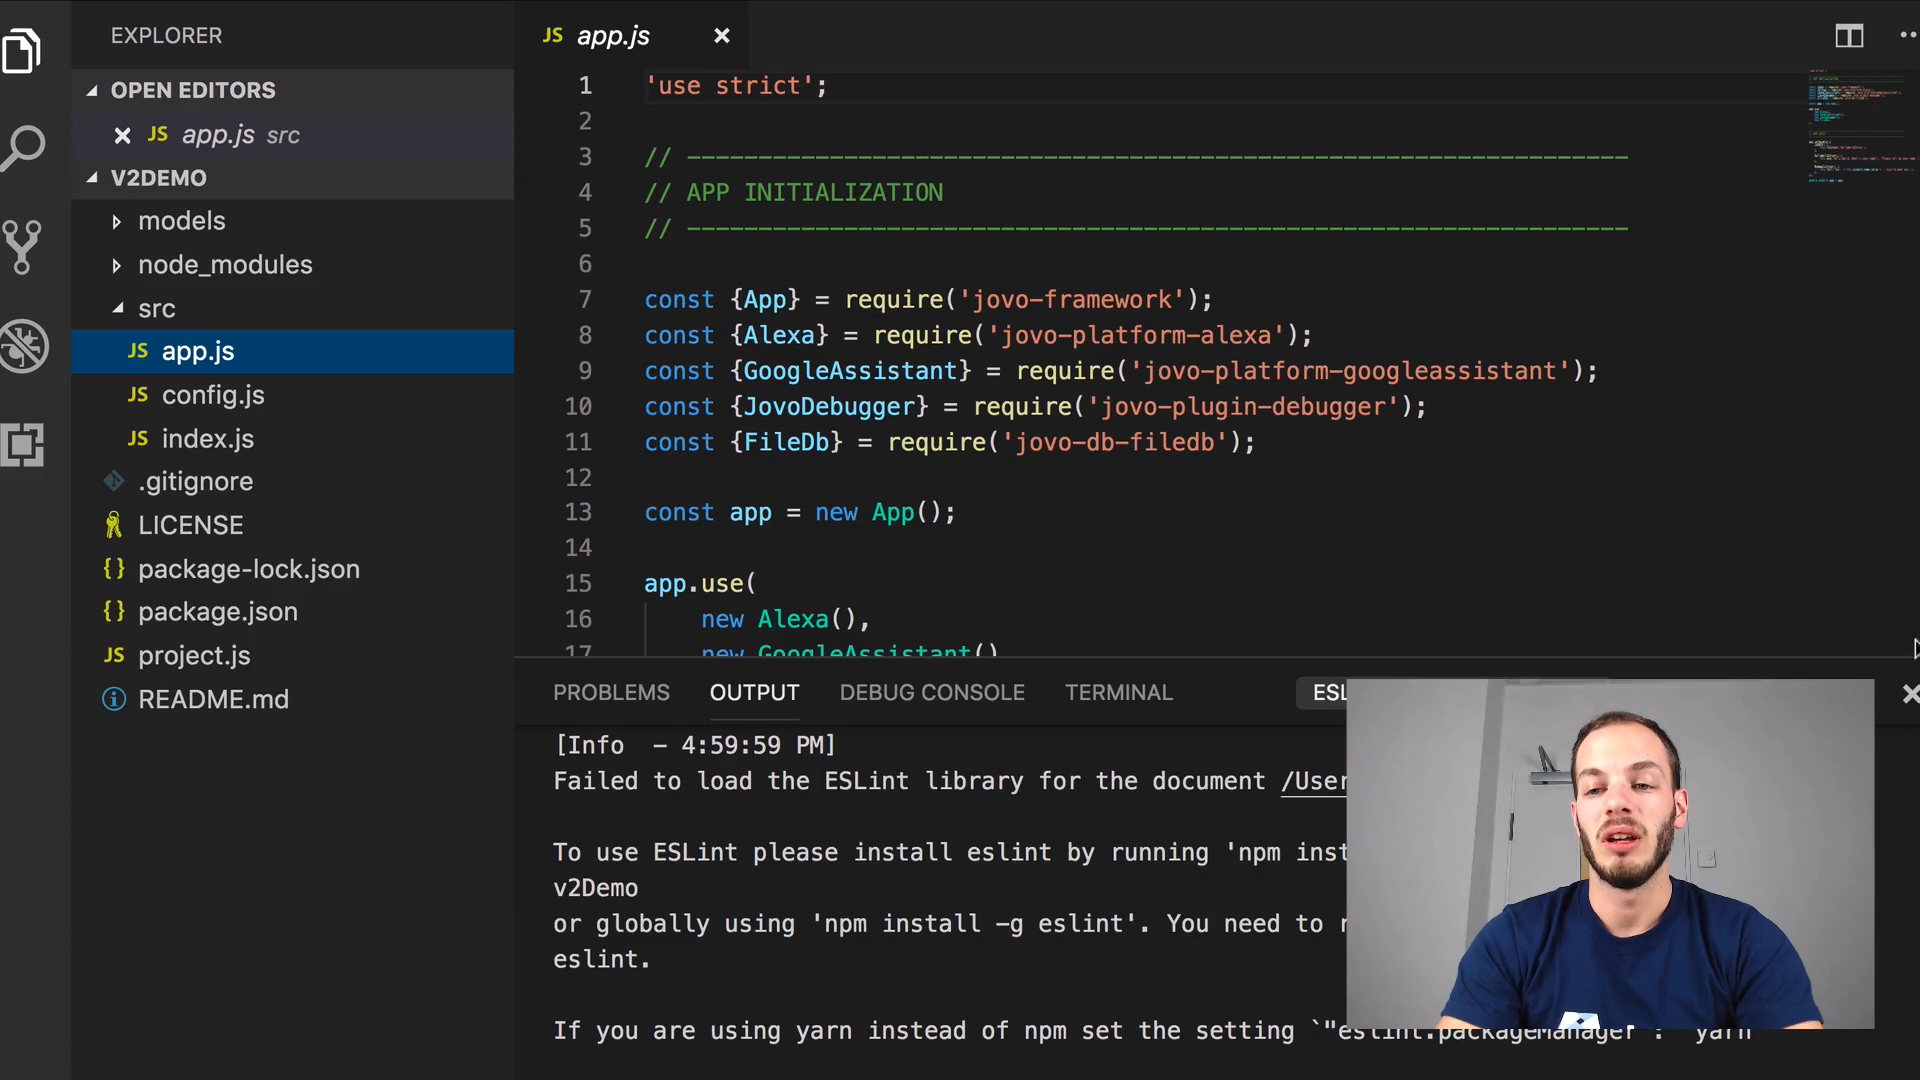 EXPLORER
OPEN EDITORS
JS app.js src
V2DEMO
models
node_modules
src
JS app.js
JS config.js
JS index.js
.gitignore
LICENSE
{} package-lock.json
{} package.json
JS project.js
README.md
JS app.js
1 'use strict';
2
3 // ------------------------------------------------------------------
4 // APP INITIALIZATION
5 // ------------------------------------------------------------------
6
7 const {App} = require('jovo-framework');
8 const {Alexa} = require('jovo-platform-alexa');
9 const {GoogleAssistant} = require('jovo-platform-googleassistant');
10 const {JovoDebugger} = require('jovo-plugin-debugger');
11 const {FileDb} = require('jovo-db-filedb');
12
13 const app = new App();
14
15 app.use(
16 new Alexa(),
17 new GoogleAssistant()
PROBLEMS OUTPUT DEBUG CONSOLE TERMINAL ESL
[Info – 4:59:59 PM]
Failed to load the ESLint library for the document /User
To use ESLint please install eslint by running 'npm inst
v2Demo
or globally using 'npm install -g eslint'. You need to r
eslint.
If you are using yarn instead of npm set the setting `"eslint.packageManager": "yarn